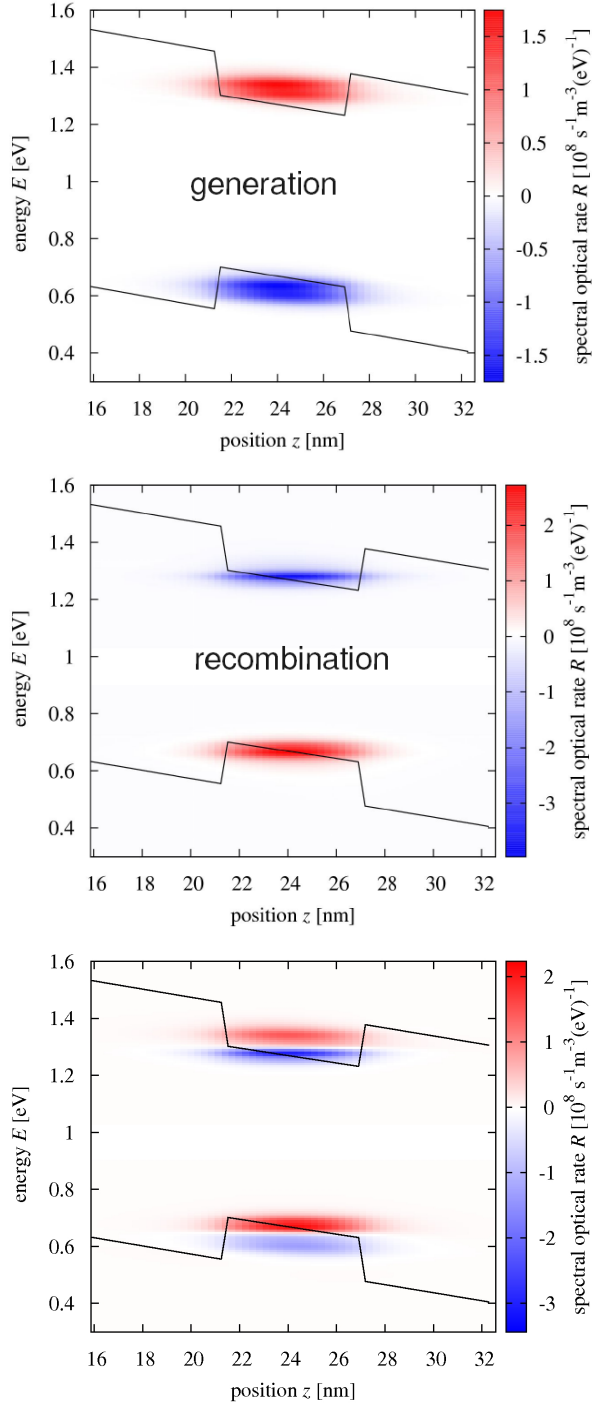 1.6
1.4
1.2
1
0.8
0.6
0.4
energy E [eV]
generation
16 18 20 22 24 26 28 30 32
position z [nm]
1.5
1
0.5
0
-0.5
-1
-1.5
spectral optical rate R [10⁸ s⁻¹m⁻³(eV)⁻¹]
1.6
1.4
1.2
1
0.8
0.6
0.4
energy E [eV]
recombination
16 18 20 22 24 26 28 30 32
position z [nm]
2
1
0
-1
-2
-3
spectral optical rate R [10⁸ s⁻¹m⁻³(eV)⁻¹]
1.6
1.4
1.2
1
0.8
0.6
0.4
energy E [eV]
16 18 20 22 24 26 28 30 32
position z [nm]
2
1
0
-1
-2
-3
spectral optical rate R [10⁸ s⁻¹m⁻³(eV)⁻¹]